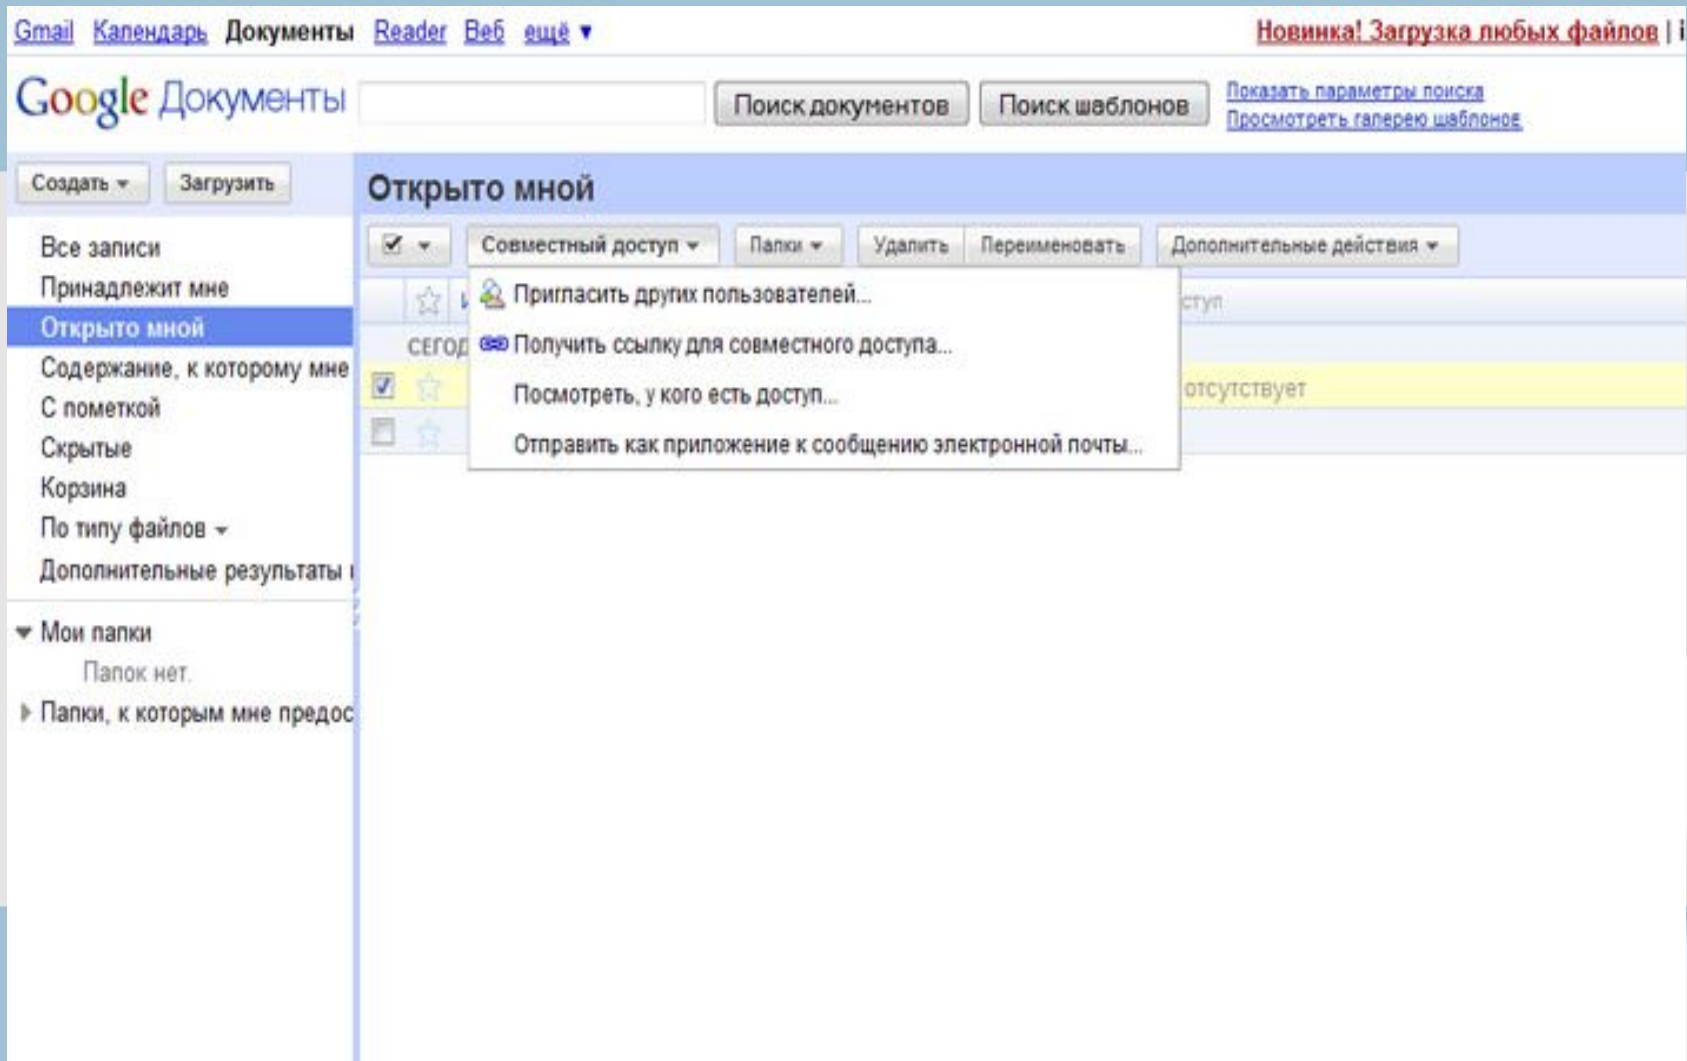 Gmail Календарь Документы Reader Веб ещё ▼ Новинка! Загрузка любых файлов |
Google Документы Поиск документов Поиск шаблонов Показать параметры поиска
Просмотреть галерею шаблонов
Создать Загрузить
Открыто мной
Совместный доступ Папки Удалить Переименовать Дополнительные действия
Все записи
Принадлежит мне
Открыто мной
Содержание, к которому мне
С пометкой
Скрытые
Корзина
По типу файлов
Дополнительные результаты
Мои папки
Папок нет.
Папки, к которым мне предос
Пригласить других пользователей...
ступ
СЕГОД
Получить ссылку для совместного доступа...
Посмотреть, у кого есть доступ...
отсутствует
Отправить как приложение к сообщению электронной почты...